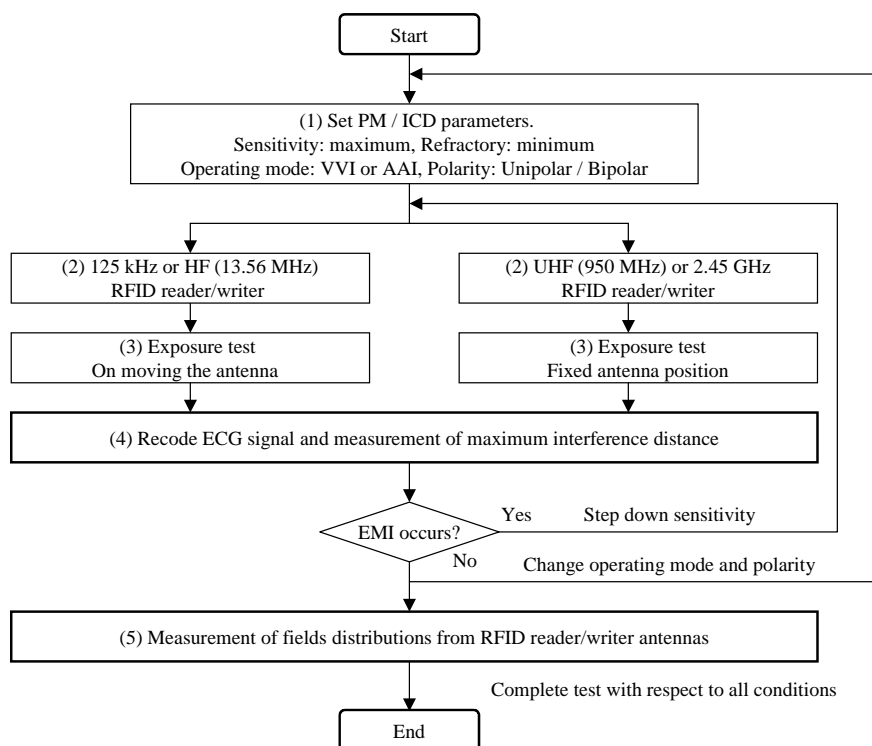 Start
(1) Set PM / ICD parameters.
Sensitivity: maximum, Refractory: minimum
Operating mode: VVI or AAI, Polarity: Unipolar / Bipolar
(2) 125 kHz or HF (13.56 MHz)
RFID reader/writer
(2) UHF (950 MHz) or 2.45 GHz
RFID reader/writer
(3) Exposure test
On moving the antenna
(3) Exposure test
Fixed antenna position
(4) Recode ECG signal and measurement of maximum interference distance
EMI occurs?
Yes
Step down sensitivity
No
Change operating mode and polarity
(5) Measurement of fields distributions from RFID reader/writer antennas
Complete test with respect to all conditions
End